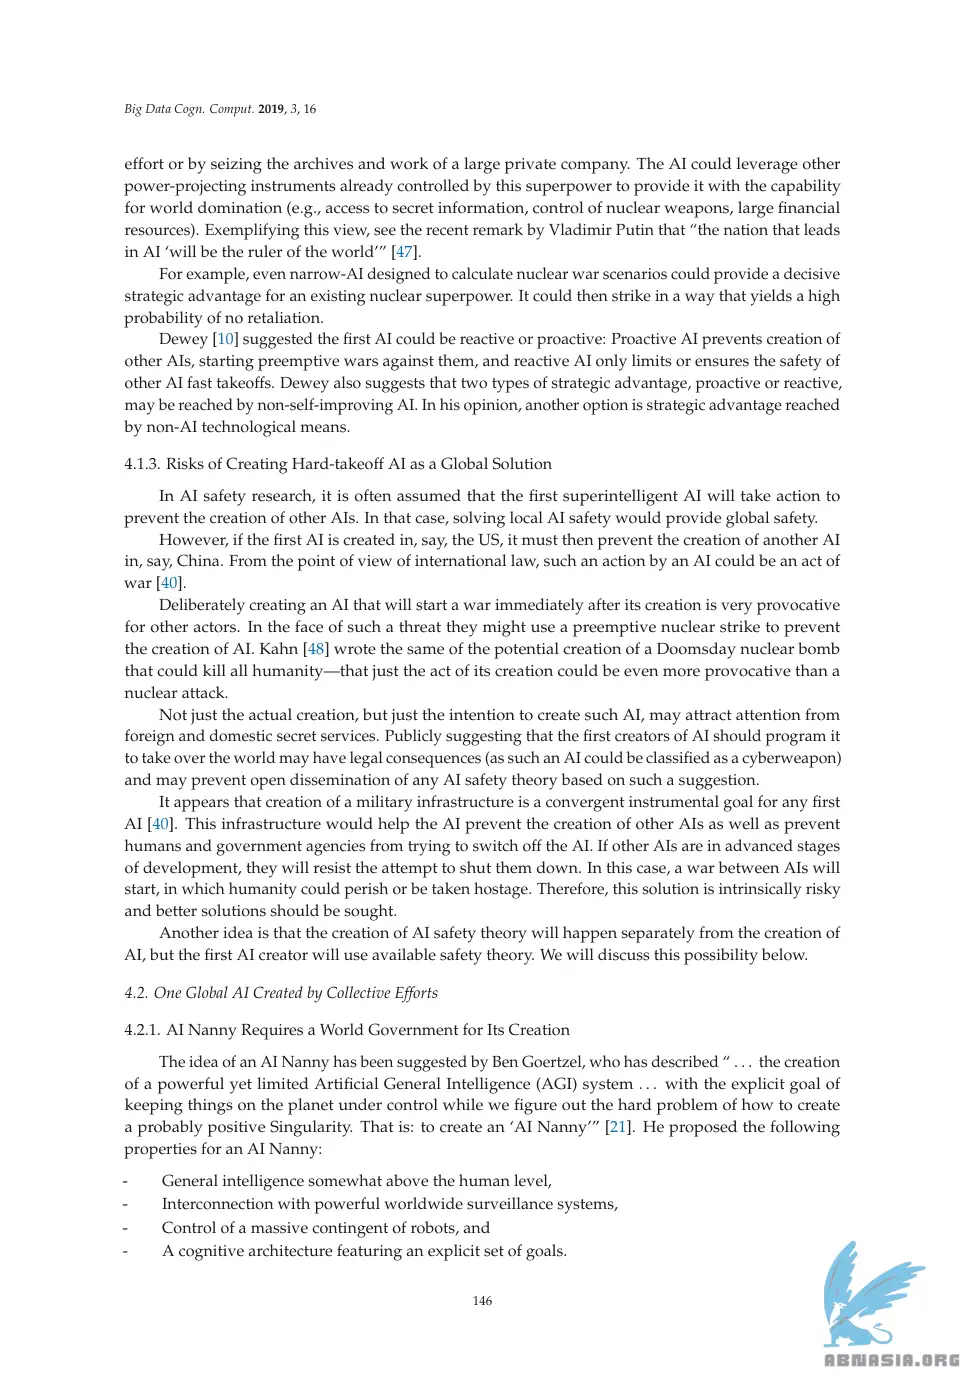 Big Data Cogn. Comput. 2019, 3, 16
effort or by seizing the archives and work of a large private company. The AI could leverage other
power-projecting instruments already controlled by this superpower to provide it with the capability
for world domination (e.g., access to secret information, control of nuclear weapons, large financial
resources). Exemplifying this view, see the recent remark by Vladimir Putin that “the nation that leads
in AI ‘will be the ruler of the world’” [47].
For example, even narrow-AI designed to calculate nuclear war scenarios could provide a decisive
strategic advantage for an existing nuclear superpower. It could then strike in a way that yields a high
probability of no retaliation.
Dewey [10] suggested the first AI could be reactive or proactive: Proactive AI prevents creation of
other AIs, starting preemptive wars against them, and reactive AI only limits or ensures the safety of
other AI fast takeoffs. Dewey also suggests that two types of strategic advantage, proactive or reactive,
may be reached by non-self-improving AI. In his opinion, another option is strategic advantage reached
by non-AI technological means.
4.1.3. Risks of Creating Hard-takeoff AI as a Global Solution
In AI safety research, it is often assumed that the first superintelligent AI will take action to
prevent the creation of other AIs. In that case, solving local AI safety would provide global safety.
However, if the first AI is created in, say, the US, it must then prevent the creation of another AI
in, say, China. From the point of view of international law, such an action by an AI could be an act of
war [40].
Deliberately creating an AI that will start a war immediately after its creation is very provocative
for other actors. In the face of such a threat they might use a preemptive nuclear strike to prevent
the creation of AI. Kahn [48] wrote the same of the potential creation of a Doomsday nuclear bomb
that could kill all humanity—that just the act of its creation could be even more provocative than a
nuclear attack.
Not just the actual creation, but just the intention to create such AI, may attract attention from
foreign and domestic secret services. Publicly suggesting that the first creators of AI should program it
to take over the world may have legal consequences (as such an AI could be classified as a cyberweapon)
and may prevent open dissemination of any AI safety theory based on such a suggestion.
It appears that creation of a military infrastructure is a convergent instrumental goal for any first
AI [40]. This infrastructure would help the AI prevent the creation of other AIs as well as prevent
humans and government agencies from trying to switch off the AI. If other AIs are in advanced stages
of development, they will resist the attempt to shut them down. In this case, a war between AIs will
start, in which humanity could perish or be taken hostage. Therefore, this solution is intrinsically risky
and better solutions should be sought.
Another idea is that the creation of AI safety theory will happen separately from the creation of
AI, but the first AI creator will use available safety theory. We will discuss this possibility below.
4.2. One Global AI Created by Collective Efforts
4.2.1. AI Nanny Requires a World Government for Its Creation
The idea of an AI Nanny has been suggested by Ben Goertzel, who has described “ . . . the creation
of a powerful yet limited Artificial General Intelligence (AGI) system . . . with the explicit goal of
keeping things on the planet under control while we figure out the hard problem of how to create
a probably positive Singularity. That is: to create an ‘AI Nanny’” [21]. He proposed the following
properties for an AI Nanny:
- General intelligence somewhat above the human level,
- Interconnection with powerful worldwide surveillance systems,
- Control of a massive contingent of robots, and
- A cognitive architecture featuring an explicit set of goals.
146
ABNASIA.ORG